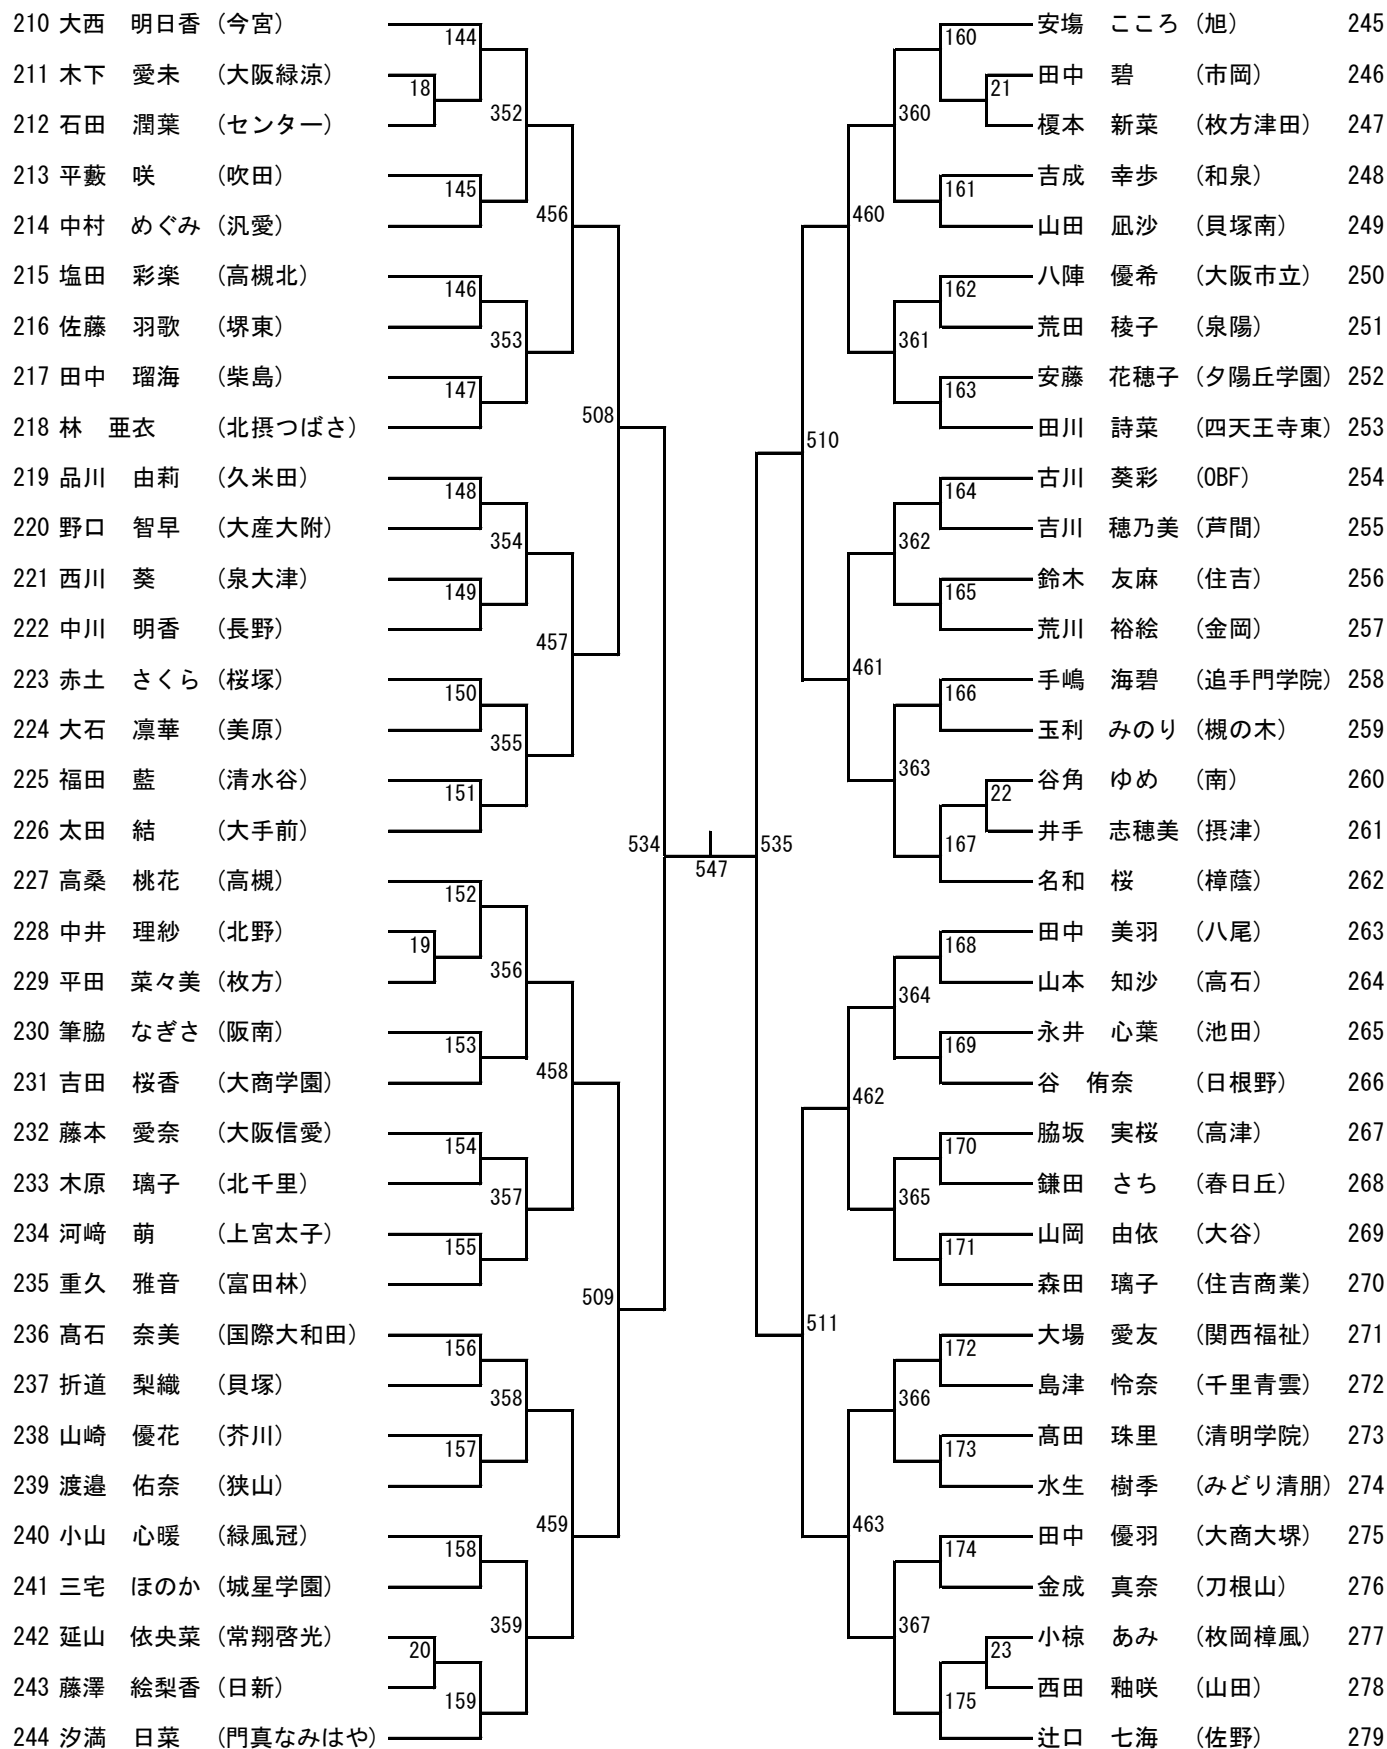 210 大西 明日香 (今宮)
211 木下 愛未 (大阪緑涼)
212 石田 潤葉 (センター)
213 平藪 咲 (吹田)
214 中村 めぐみ (汎愛)
215 塩田 彩楽 (高槻北)
216 佐藤 羽歌 (堺東)
217 田中 瑠海 (柴島)
218 林 亜衣 (北摂つばさ)
219 品川 由莉 (久米田)
220 野口 智早 (大産大附)
221 西川 葵 (泉大津)
222 中川 明香 (長野)
223 赤土 さくら (桜塚)
224 大石 凛華 (美原)
225 福田 藍 (清水谷)
226 太田 結 (大手前)
227 高桑 桃花 (高槻)
228 中井 理紗 (北野)
229 平田 菜々美 (枚方)
230 筆脇 なぎさ (阪南)
231 吉田 桜香 (大商学園)
232 藤本 愛奈 (大阪信愛)
233 木原 璃子 (北千里)
234 河﨑 萌 (上宮太子)
235 重久 雅音 (富田林)
236 髙石 奈美 (国際大和田)
237 折道 梨織 (貝塚)
238 山崎 優花 (芥川)
239 渡邉 佑奈 (狭山)
240 小山 心暖 (緑風冠)
241 三宅 ほのか (城星学園)
242 延山 依央菜 (常翔啓光)
243 藤澤 絵梨香 (日新)
244 汐満 日菜 (門真なみはや)
144
18
352
145
456
146
353
147
508
148
354
149
457
150
355
151
534
152
19
356
153
458
154
357
155
509
156
358
157
459
158
359
20
159
547
535
160
21
360
161
460
162
361
163
510
164
362
165
461
166
363
22
167
168
364
169
462
170
365
171
511
172
366
173
463
174
367
23
175
安塲 こころ (旭) 245
田中 碧 (市岡) 246
榎本 新菜 (枚方津田) 247
吉成 幸歩 (和泉) 248
山田 凪沙 (貝塚南) 249
八陣 優希 (大阪市立) 250
荒田 稜子 (泉陽) 251
安藤 花穂子 (夕陽丘学園) 252
田川 詩菜 (四天王寺東) 253
古川 葵彩 (OBF) 254
吉川 穂乃美 (芦間) 255
鈴木 友麻 (住吉) 256
荒川 裕絵 (金岡) 257
手嶋 海碧 (追手門学院) 258
玉利 みのり (槻の木) 259
谷角 ゆめ (南) 260
井手 志穂美 (摂津) 261
名和 桜 (樟蔭) 262
田中 美羽 (八尾) 263
山本 知沙 (高石) 264
永井 心葉 (池田) 265
谷 侑奈 (日根野) 266
脇坂 実桜 (高津) 267
鎌田 さち (春日丘) 268
山岡 由依 (大谷) 269
森田 璃子 (住吉商業) 270
大場 愛友 (関西福祉) 271
島津 怜奈 (千里青雲) 272
髙田 珠里 (清明学院) 273
水生 樹季 (みどり清朋) 274
田中 優羽 (大商大堺) 275
金成 真奈 (刀根山) 276
小椋 あみ (枚岡樟風) 277
西田 釉咲 (山田) 278
辻口 七海 (佐野) 279